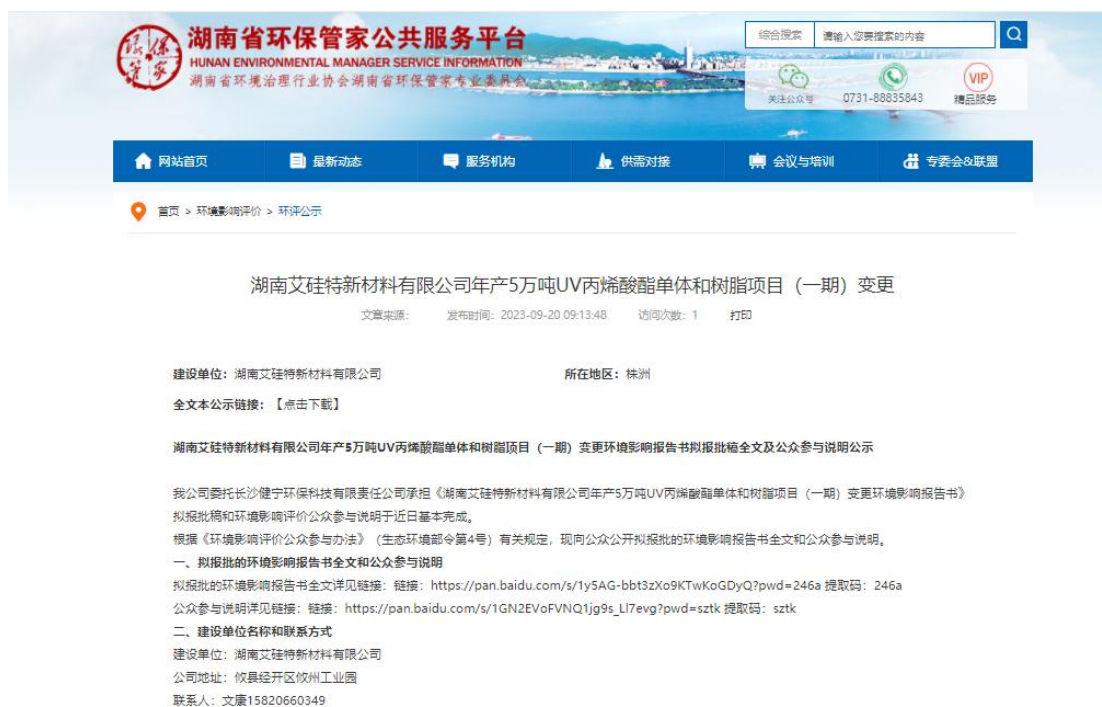 湖南省环保管家公共服务平台
HUNAN ENVIRONMENTAL MANAGER SERVICE INFORMATION
湖南省环境治理行业协会湖南省环保管家专业委员会
环保管家
综合搜索 请输入您要搜索的内容
关注公众号 0731-88835843 VIP 精品服务
网站首页 最新动态 服务机构 供需对接 会议与培训 专委会&联盟
首页 > 环境影响评价 > 环评公示
湖南艾硅特新材料有限公司年产5万吨UV丙烯酸酯单体和树脂项目（一期）变更
文章来源： 发布时间：2023-09-20 09:13:48 访问次数：1 打印
建设单位：湖南艾硅特新材料有限公司 所在地区：株洲
全文本公示链接：【点击下载】
湖南艾硅特新材料有限公司年产5万吨UV丙烯酸酯单体和树脂项目（一期）变更环境影响报告书拟报批稿全文及公众参与说明公示
我公司委托长沙健宁环保科技有限责任公司承担《湖南艾硅特新材料有限公司年产5万吨UV丙烯酸酯单体和树脂项目（一期）变更环境影响报告书》
拟报批稿和环境影响评价公众参与说明于近日基本完成。
根据《环境影响评价公众参与办法》（生态环境部令第4号）有关规定，现向公众公开拟报批的环境影响报告书全文和公众参与说明。
一、拟报批的环境影响报告书全文和公众参与说明
拟报批的环境影响报告书全文详见链接：链接：https://pan.baidu.com/s/1y5AG-bbt3zXo9KTwKoGDyQ?pwd=246a 提取码：246a
公众参与说明详见链接：链接：https://pan.baidu.com/s/1GN2EVoFVNQ1jg9s_Ll7evg?pwd=sztk 提取码：sztk
二、建设单位名称和联系方式
建设单位：湖南艾硅特新材料有限公司
公司地址：攸县经开区攸州工业园
联系人：文康15820660349